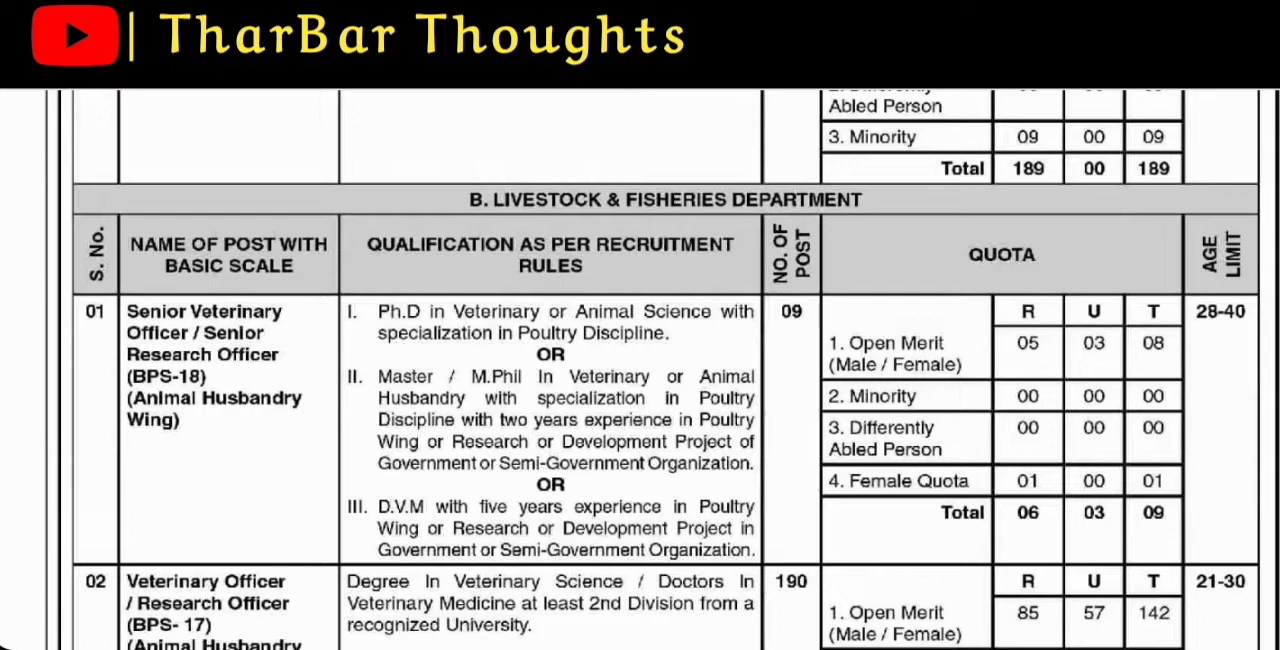 | TharBar Thoughts
Abled Person
3. Minority 09 00 09
Total 189 00 189
B. LIVESTOCK & FISHERIES DEPARTMENT
S. No.
NAME OF POST WITH BASIC SCALE
QUALIFICATION AS PER RECRUITMENT RULES
NO. OF POST
QUOTA
AGE LIMIT
01
Senior Veterinary
Officer / Senior
Research Officer
(BPS-18)
(Animal Husbandry
Wing)
I. Ph.D in Veterinary or Animal Science with
specialization in Poultry Discipline.
OR
II. Master / M.Phil In Veterinary or Animal
Husbandry with specialization in Poultry
Discipline with two years experience in Poultry
Wing or Research or Development Project of
Government or Semi-Government Organization.
OR
III. D.V.M with five years experience in Poultry
Wing or Research or Development Project in
Government or Semi-Government Organization.
09
R U T
1. Open Merit 05 03 08
(Male / Female)
2. Minority 00 00 00
3. Differently 00 00 00
Abled Person
4. Female Quota 01 00 01
Total 06 03 09
28-40
02
Veterinary Officer
/ Research Officer
(BPS- 17)
(Animal Husbandry
Degree In Veterinary Science / Doctors In
Veterinary Medicine at least 2nd Division from a
recognized University.
190
R U T
1. Open Merit 85 57 142
(Male / Female)
21-30